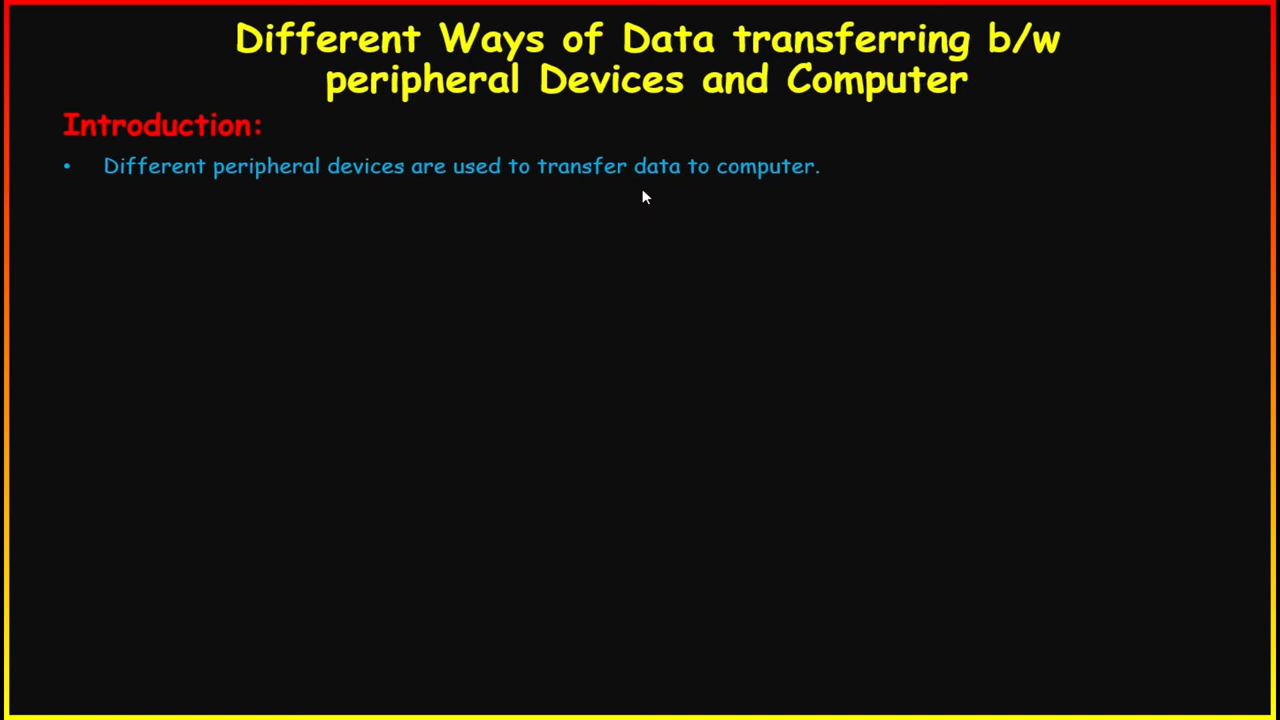 Different Ways of Data transferring b/w
peripheral Devices and Computer
Introduction:
• Different peripheral devices are used to transfer data to computer.